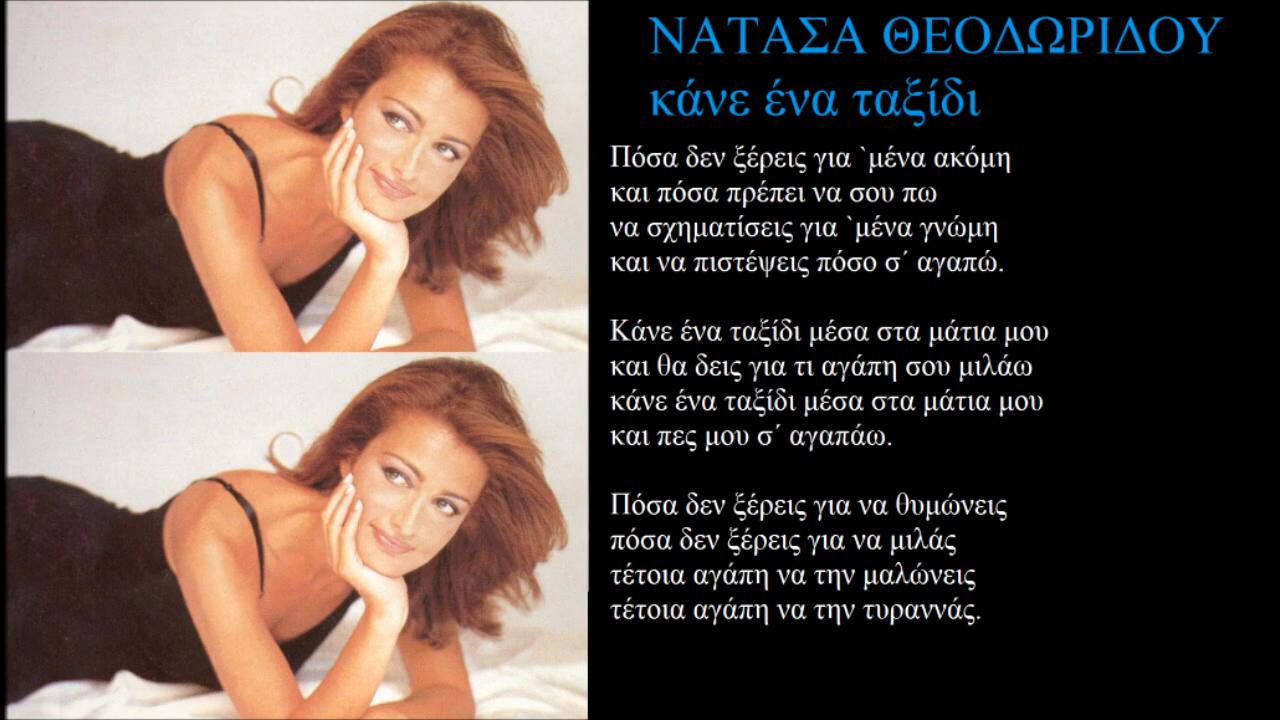 ΝΑΤΑΣΑ ΘΕΟΔΩΡΙΔΟΥ
κάνε ένα ταξίδι
Πόσα δεν ξέρεις για `μένα ακόμη
και πόσα πρέπει να σου πω
να σχηματίσεις για `μένα γνώμη
και να πιστέψεις πόσο σ΄ αγαπώ.
Κάνε ένα ταξίδι μέσα στα μάτια μου
και θα δεις για τι αγάπη σου μιλάω
κάνε ένα ταξίδι μέσα στα μάτια μου
και πες μου σ΄ αγαπάω.
Πόσα δεν ξέρεις για να θυμώνεις
πόσα δεν ξέρεις για να μιλάς
τέτοια αγάπη να την μαλώνεις
τέτοια αγάπη να την τυραννάς.